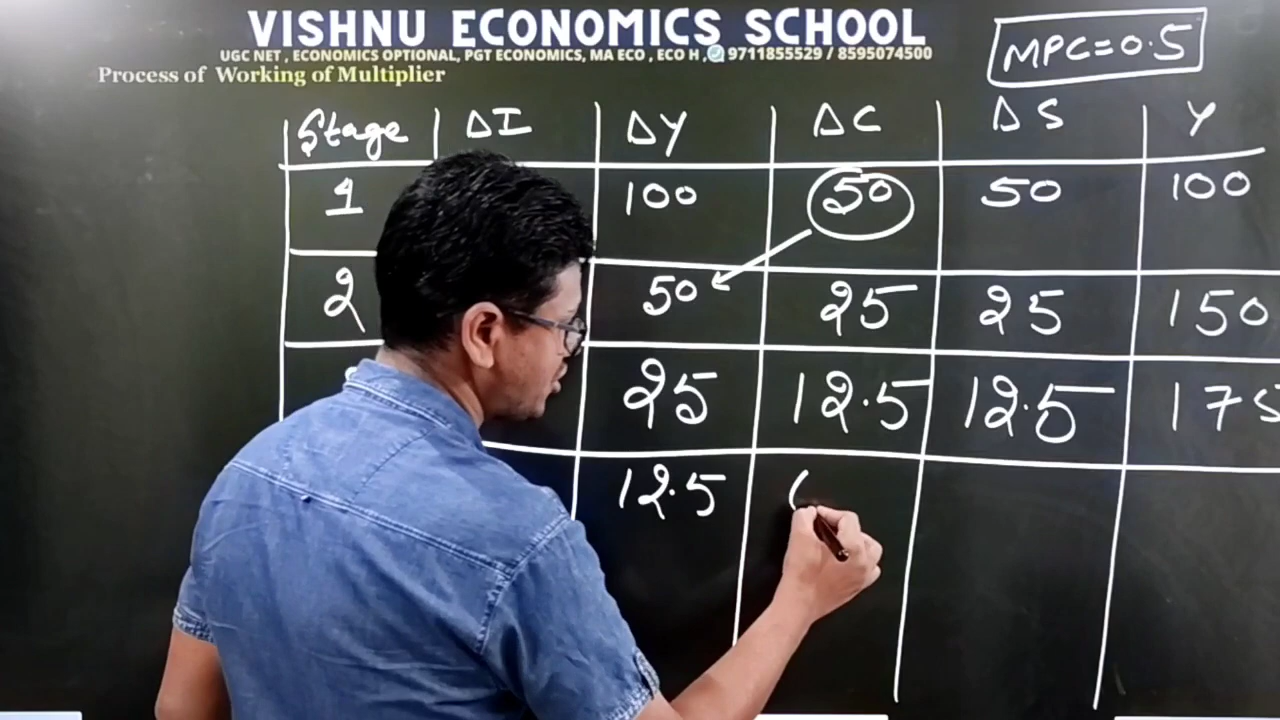 VISHNU ECONOMICS SCHOOL
UGC NET , ECONOMICS OPTIONAL, PGT ECONOMICS, MA ECO , ECO H , 9711855529 / 8595074500
Process of Working of Multiplier
MPC=0.5
Stage ΔI ΔY ΔC ΔS Y
1 100 50 50 100
2 50 25 25 150
25 12.5 12.5 175
12.5